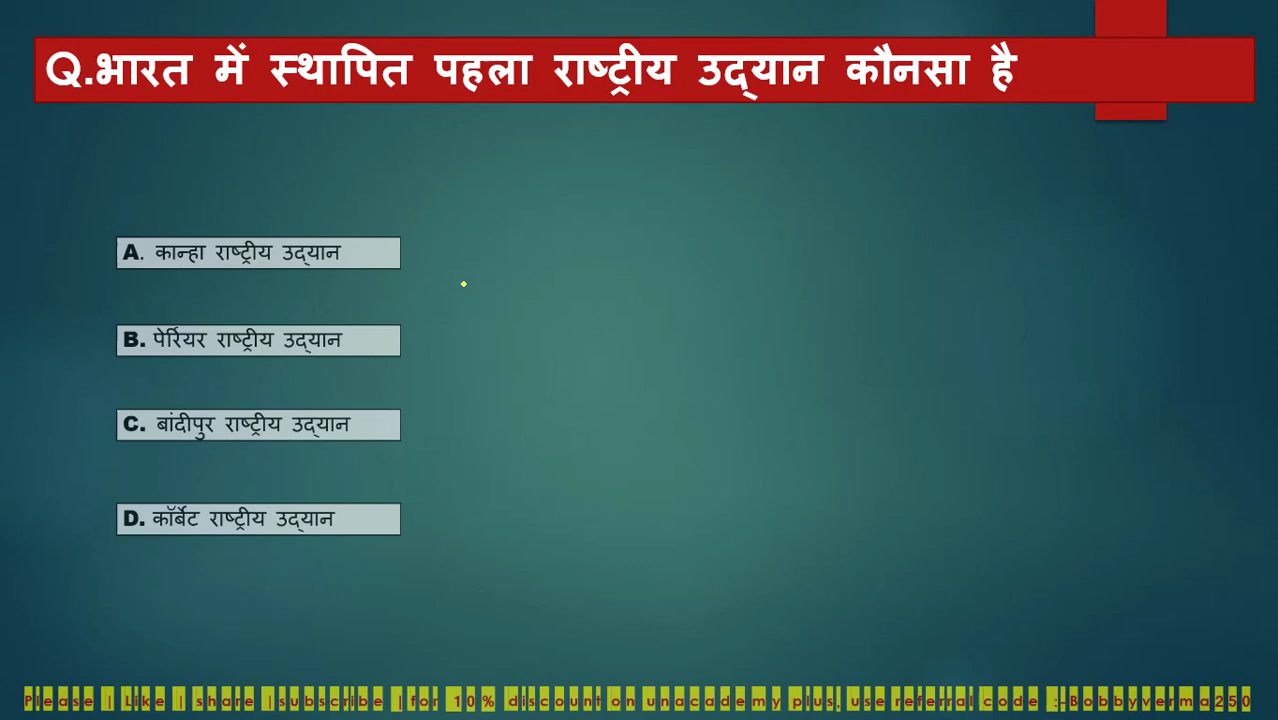 Q.भारत में स्थापित पहला राष्ट्रीय उद्यान कौनसा है
A. कान्हा राष्ट्रीय उद्यान
B. पेरियर राष्ट्रीय उद्यान
C. बांदीपुर राष्ट्रीय उद्यान
D. कॉर्बेट राष्ट्रीय उद्यान
Please | Like | share |subscribe |for 10% discount on unacademy plus, use referral code :-Bobbyverma250